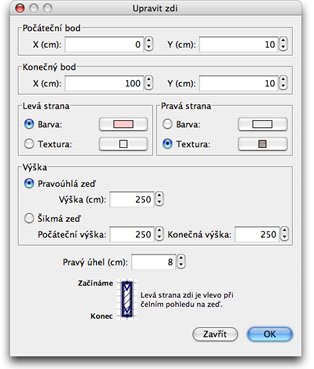 Upravit zdi
Počáteční bod
X (cm): 0 Y (cm): 10
Konečný bod
X (cm): 100 Y (cm): 10
Levá strana Pravá strana
Barva: Barva:
Textura: Textura:
Výška
Pravoúhlá zeď
Výška (cm): 250
Šikmá zeď
Počáteční výška: 250 Konečná výška: 250
Pravý úhel (cm): 8
Začínáme
Levá strana zdi je vlevo při
čelním pohledu na zeď.
Konec
Zavřít OK